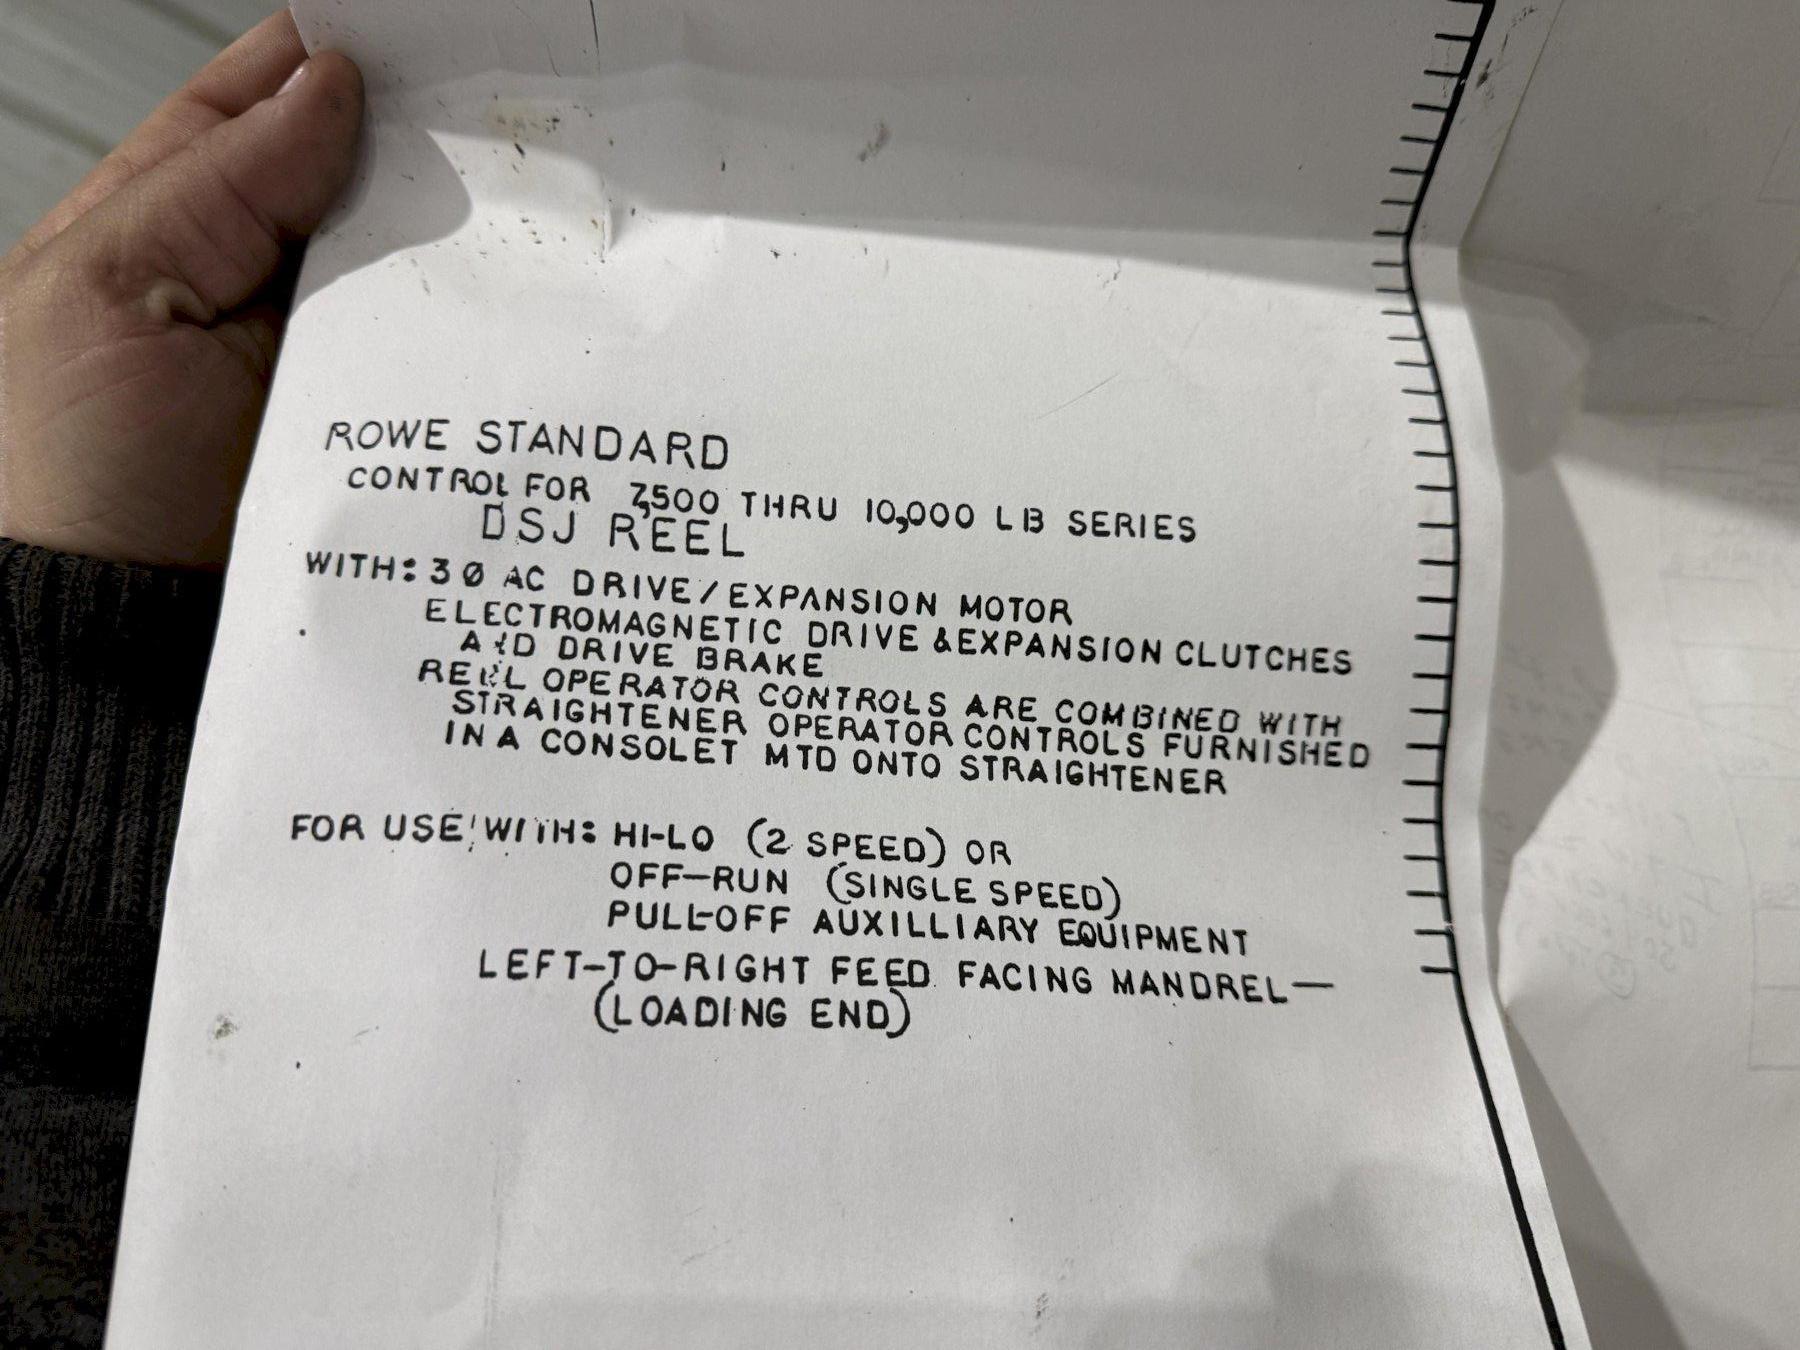 ROWE STANDARD
CONTROL FOR 7,500 THRU 10,000 LB SERIES
DSJ REEL
WITH: 3Ø AC DRIVE/EXPANSION MOTOR
ELECTROMAGNETIC DRIVE & EXPANSION CLUTCHES
AND DRIVE BRAKE
REEL OPERATOR CONTROLS ARE COMBINED WITH
STRAIGHTENER OPERATOR CONTROLS FURNISHED
IN A CONSOLET MTD ONTO STRAIGHTENER
FOR USE WITH: HI-LO (2 SPEED) OR
OFF-RUN (SINGLE SPEED)
PULL-OFF AUXILLIARY EQUIPMENT
LEFT-TO-RIGHT FEED FACING MANDREL—
(LOADING END)